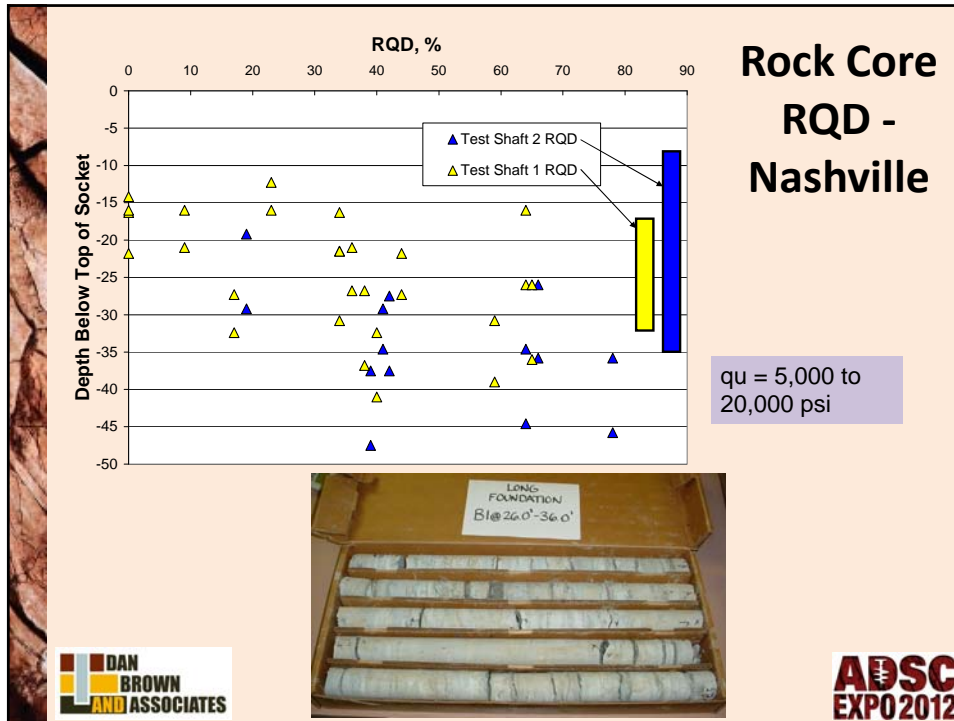 RQD, %
0 10 20 30 40 50 60 70 80 90
0
-5
-10
-15
-20
-25
-30
-35
-40
-45
-50
Depth Below Top of Socket
Test Shaft 2 RQD
Test Shaft 1 RQD
Rock Core
RQD -
Nashville
qu = 5,000 to
20,000 psi
LONG
FOUNDATION
B1@26.0'-36.0'
DAN
BROWN
AND ASSOCIATES
ADSC
EXPO 2012